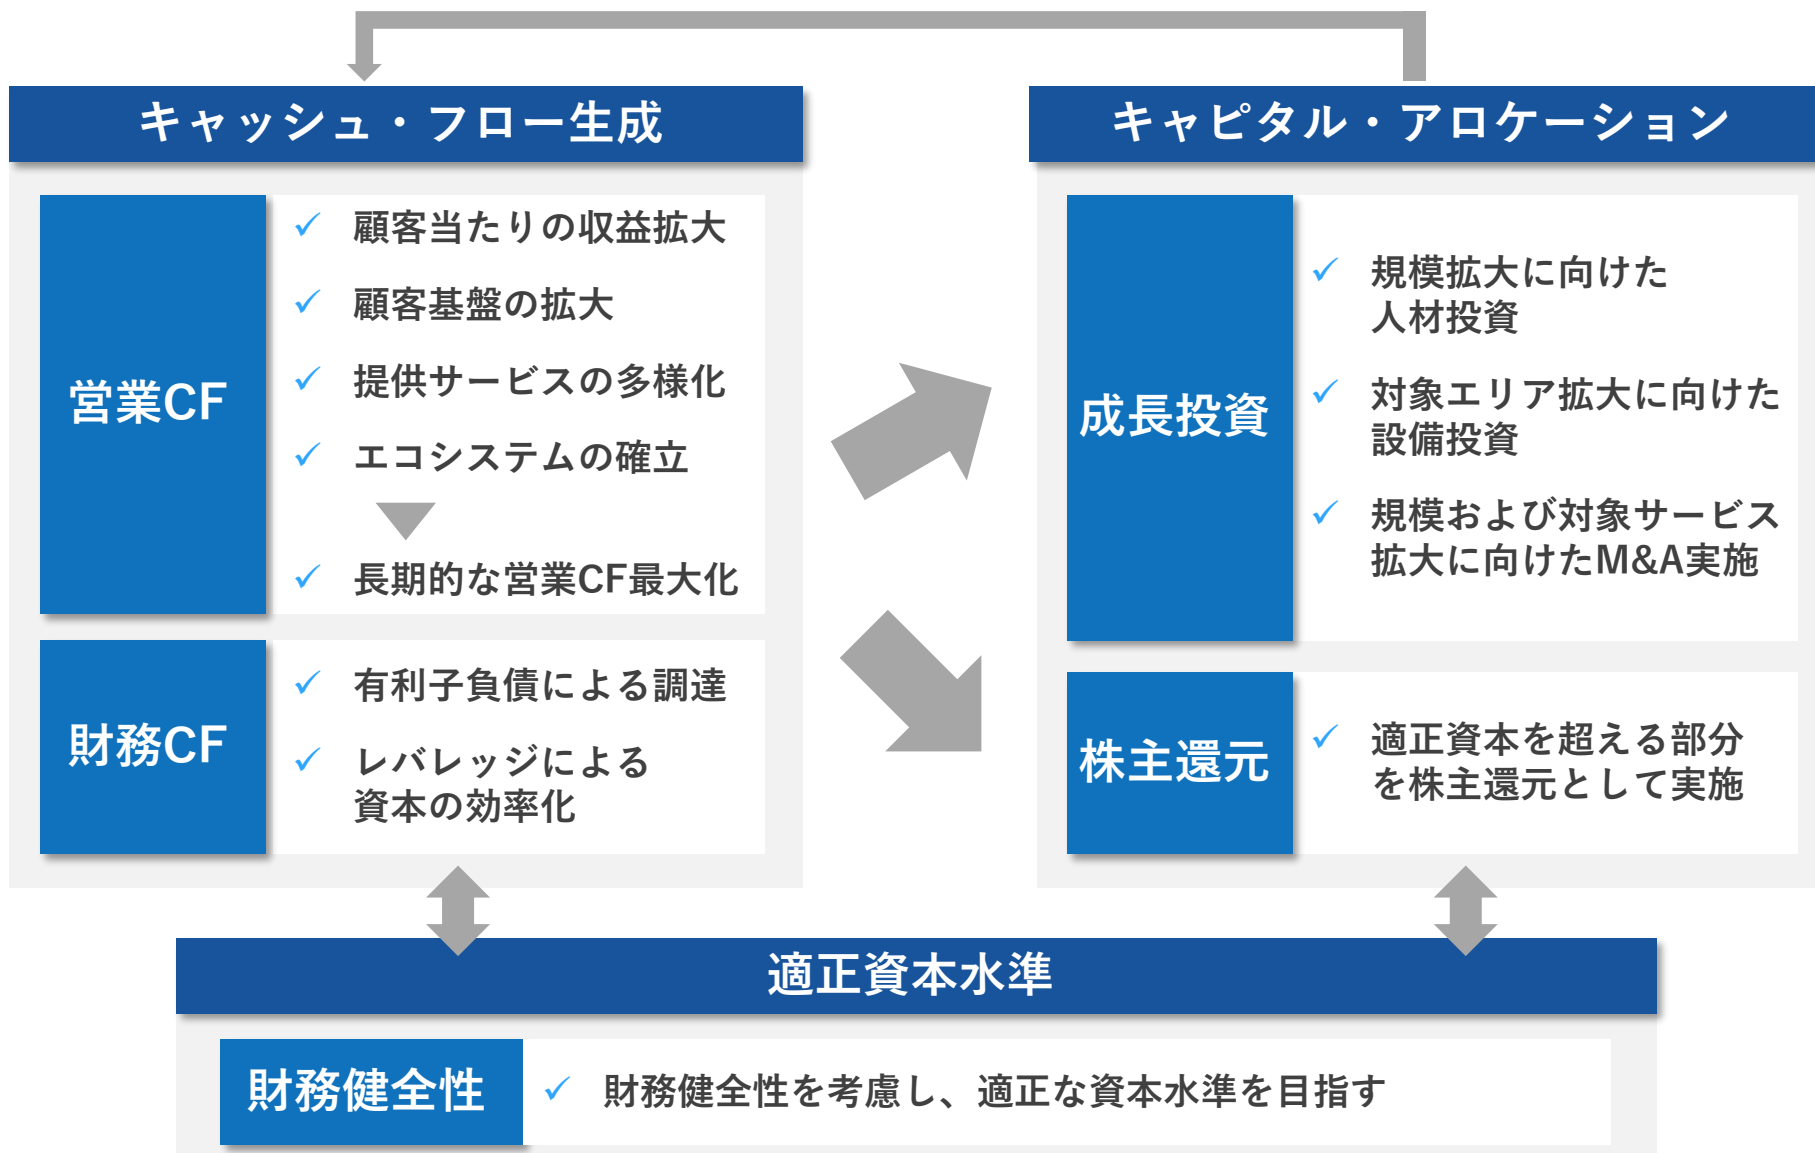 キャッシュ・フロー生成
営業CF
✓ 顧客当たりの収益拡大
✓ 顧客基盤の拡大
✓ 提供サービスの多様化
✓ エコシステムの確立
✓ 長期的な営業CF最大化
財務CF
✓ 有利子負債による調達
✓ レバレッジによる
資本の効率化
キャピタル・アロケーション
成長投資
✓ 規模拡大に向けた
人材投資
✓ 対象エリア拡大に向けた
設備投資
✓ 規模および対象サービス
拡大に向けたM&A実施
株主還元
✓ 適正資本を超える部分
を株主還元として実施
適正資本水準
財務健全性
✓ 財務健全性を考慮し、適正な資本水準を目指す